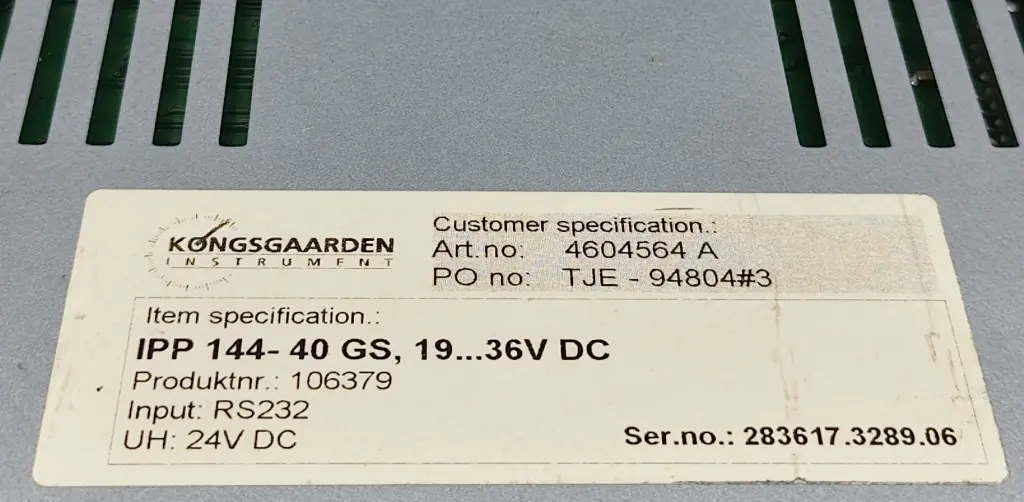 KONGSGAARDEN
INSTRUMENT
Customer specification.:
Art.no: 4604564 A
PO no: TJE - 94804#3
Item specification.:
IPP 144- 40 GS, 19...36V DC
Produktnr.: 106379
Input: RS232
UH: 24V DC
Ser.no.: 283617.3289.06